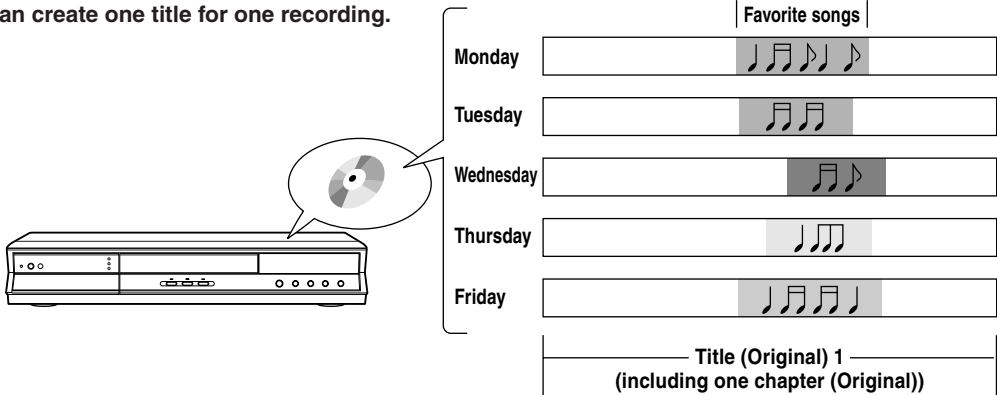 an create one title for one recording.
Favorite songs
Monday
Tuesday
Wednesday
Thursday
Friday
Title (Original) 1
(including one chapter (Original))